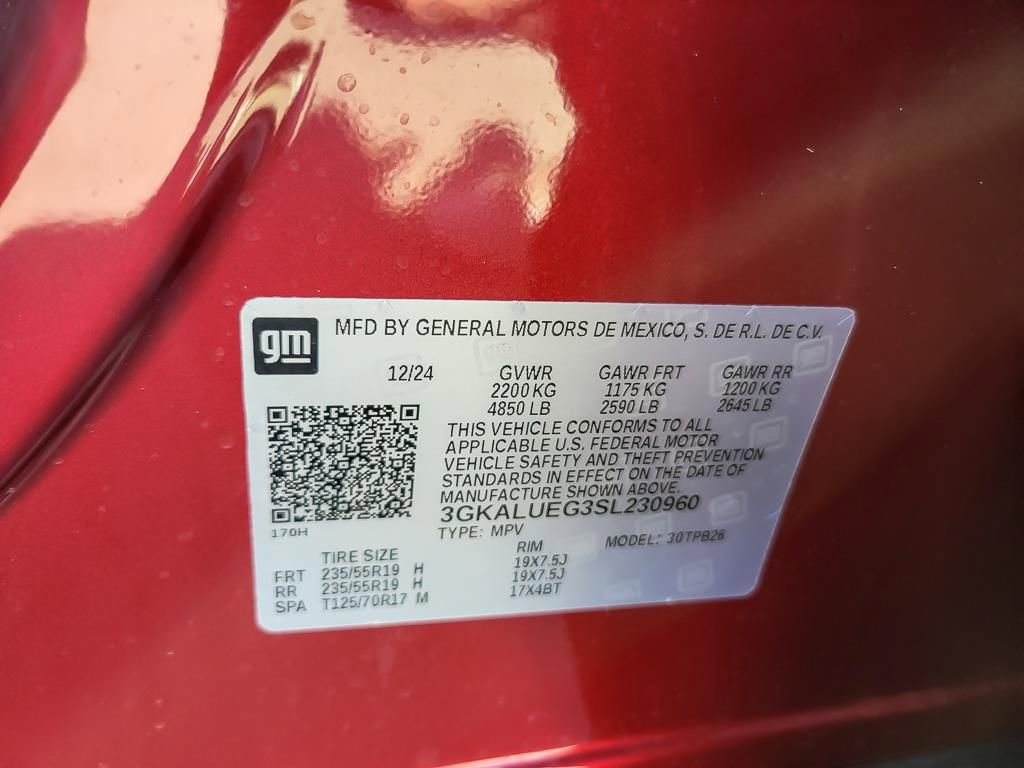 gm
MFD BY GENERAL MOTORS DE MEXICO, S. DE R.L. DE C.V.
12/24 GVWR GAWR FRT GAWR RR
2200 KG 1175 KG 1200 KG
4850 LB 2590 LB 2645 LB
THIS VEHICLE CONFORMS TO ALL
APPLICABLE U.S. FEDERAL MOTOR
VEHICLE SAFETY AND THEFT PREVENTION
STANDARDS IN EFFECT ON THE DATE OF
MANUFACTURE SHOWN ABOVE.
3GKALUEG3SL230960
170H
TYPE: MPV
MODEL: 30TPB26
TIRE SIZE RIM
FRT 235/55R19 H 19X7.5J
RR 235/55R19 H 19X7.5J
SPA T125/70R17 M 17X4BT